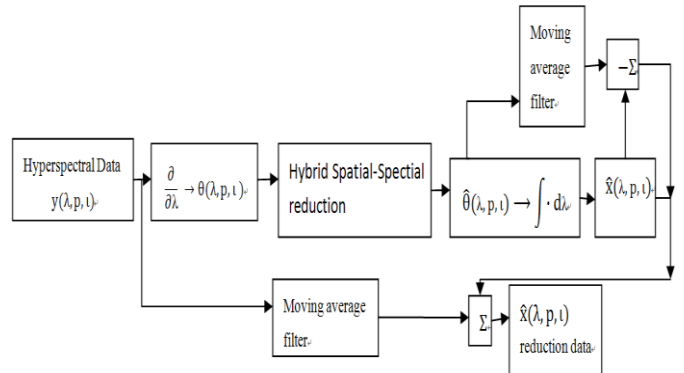 Moving
average
filter
−Σ
Hyperspectral Data
y(λ,p,ι)
∂
∂λ → θ(λ,p,ι)
Hybrid Spatial-Spectial
reduction
θ̂(λ,p,ι) → ∫ · dλ
x̂(λ,p,ι)
Moving average
filter
Σ
x̂(λ,p,ι)
reduction data